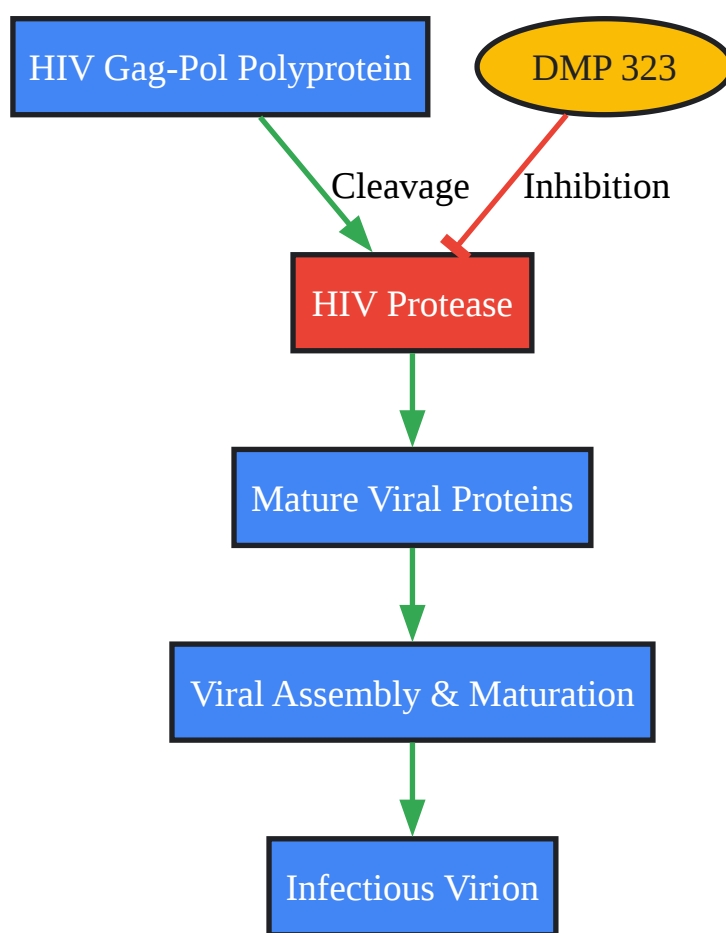 HIV Gag-Pol Polyprotein
DMP 323
Cleavage
Inhibition
HIV Protease
Mature Viral Proteins
Viral Assembly & Maturation
Infectious Virion